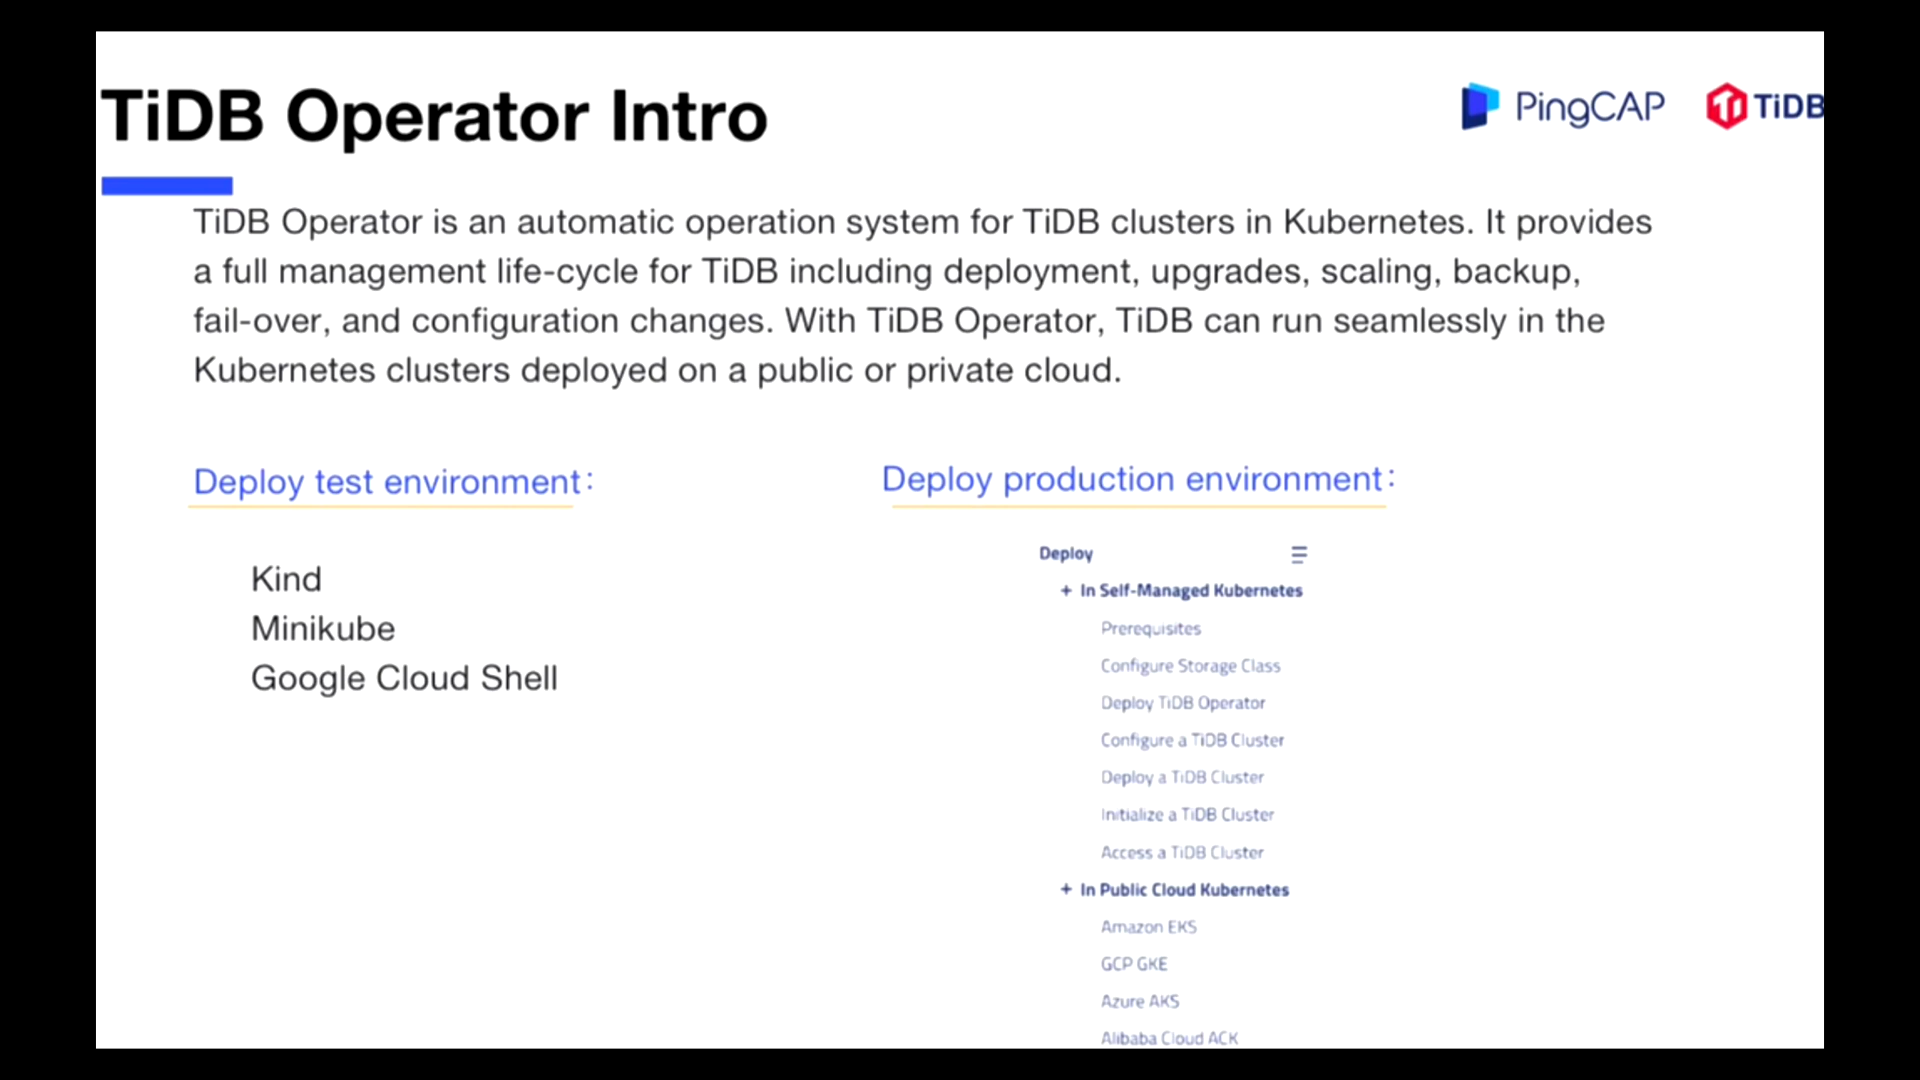 TiDB Operator Intro
PingCAP
TiDB
TiDB Operator is an automatic operation system for TiDB clusters in Kubernetes. It provides
a full management life-cycle for TiDB including deployment, upgrades, scaling, backup,
fail-over, and configuration changes. With TiDB Operator, TiDB can run seamlessly in the
Kubernetes clusters deployed on a public or private cloud.
Deploy test environment:
Kind
Minikube
Google Cloud Shell
Deploy production environment:
Deploy
+ In Self-Managed Kubernetes
Prerequisites
Configure Storage Class
Deploy TiDB Operator
Configure a TiDB Cluster
Deploy a TiDB Cluster
Initialize a TiDB Cluster
Access a TiDB Cluster
+ In Public Cloud Kubernetes
Amazon EKS
GCP GKE
Azure AKS
Alibaba Cloud ACK